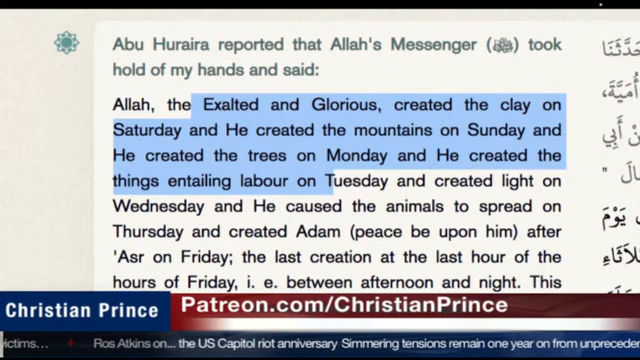 Abu Huraira reported that Allah's Messenger (ﷺ) took
hold of my hands and said:
Allah, the Exalted and Glorious, created the clay on
Saturday and He created the mountains on Sunday and
He created the trees on Monday and He created the
things entailing labour on Tuesday and created light on
Wednesday and He caused the animals to spread on
Thursday and created Adam (peace be upon him) after
'Asr on Friday; the last creation at the last hour of the
hours of Friday, i. e. between afternoon and night. This
حَدَّثَنَا
أُمَيَّةَ،
نَ أَبِي
الَ "
يَوْمَ
لاَثَاءِ
Christian Prince
Patreon.com/ChristianPrince
victims... Ros Atkins on... the US Capitol riot anniversary Simmering tensions remain one year on from unpreceden